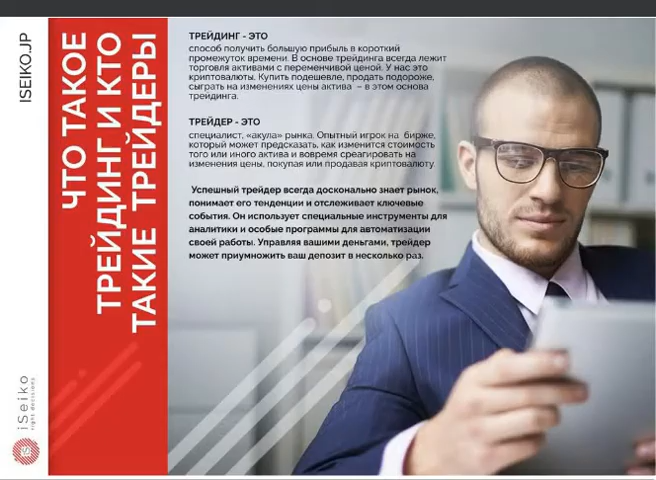 ISEIKO.JP
ЧТО ТАКОЕ
ТРЕЙДИНГ И КТО
ТАКИЕ ТРЕЙДЕРЫ
iSeiko
right decisions
ТРЕЙДИНГ - ЭТО
способ получить большую прибыль в короткий
промежуток времени. В основе трейдинга всегда лежит
торговля активами с переменчивой ценой. У нас это
криптовалюты. Купить подешевле, продать подороже,
сыграть на изменениях цены актива – в этом основа
трейдинга.
ТРЕЙДЕР - ЭТО
специалист, «акула» рынка. Опытный игрок на бирже,
который может предсказать, как изменится стоимость
того или иного актива и вовремя среагировать на
изменения цены, покупая или продавая криптовалюту.
Успешный трейдер всегда досконально знает рынок,
понимает его тенденции и отслеживает ключевые
события. Он использует специальные инструменты для
аналитики и особые программы для автоматизации
своей работы. Управляя вашими деньгами, трейдер
может приумножить ваш депозит в несколько раз.